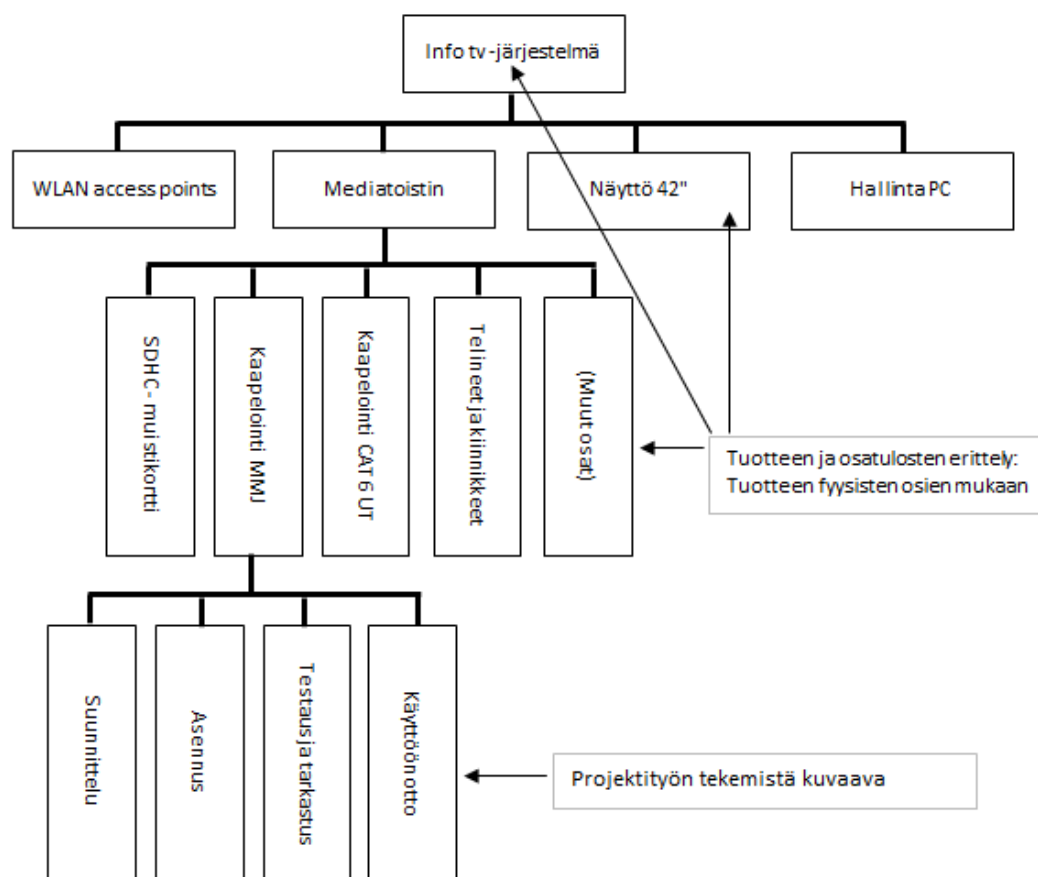 Info tv -järjestelmä
WLAN access points
Mediatoistin
Näyttö 42"
Hallinta PC
SDHC- muistikortti
Kaapelointi MMJ
Kaapelointi CAT 6 UT
Telineet ja kiinnikkeet
(Muut osat)
Tuotteen ja osatulosten erittely:
Tuotteen fyysisten osien mukaan
Suunnittelu
Asennus
Testaus ja tarkastus
Käyttöönotto
Projektityön tekemistä kuvaava